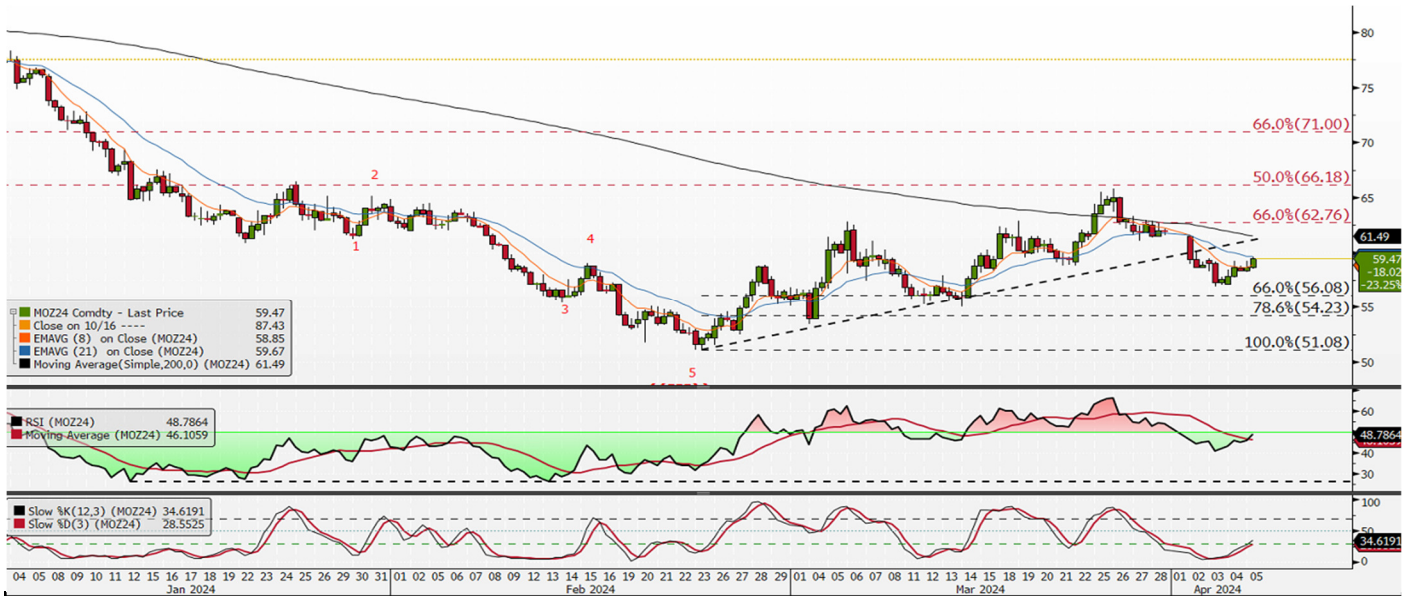 80
75
66.0%(71.00)
70
2
50.0%(66.18)
65
66.0%(62.76)
61.49
1
4
59.47
-18.02
-23.25%
66.0%(56.08)
3
55
78.6%(54.23)
100.0%(51.08)
50
5
MOZ24 Comdty - Last Price 59.47
Close on 10/16 ---- 87.43
EMAVG (8) on Close (MOZ24) 58.85
EMAVG (21) on Close (MOZ24) 59.67
Moving Average(Simple,200,0) (MOZ24) 61.49
RSI (MOZ24) 48.7864
Moving Average (MOZ24) 46.1059
60
48.7864
40
30
Slow %K(12,3) (MOZ24) 34.6191
Slow %D(3) (MOZ24) 28.5525
100
50
34.6191
0
04 05 08 09 10 11 12 15 16 17 18 19 22 24 25 26 29 30 31 01 02 05 06 07 08 09 12 13 14 15 16 19 20 21 22 23 26 27 28 29 01 04 05 06 07 08 11 12 13 14 15 18 19 20 21 22 25 26 27 28 01 02 03 04 05
Jan 2024 Feb 2024 Mar 2024 Apr 2024